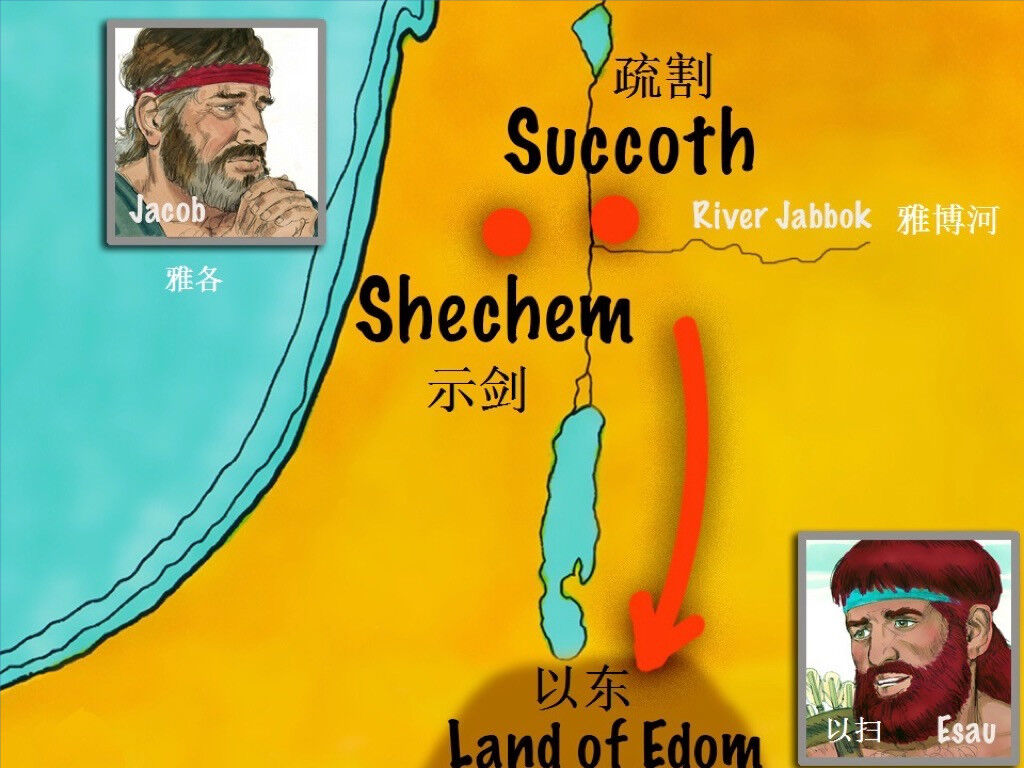 疏割
Succoth
Jacob
River Jabbok
雅博河
雅各
Shechem
示剑
以东
Land of Edom
以扫
Esau